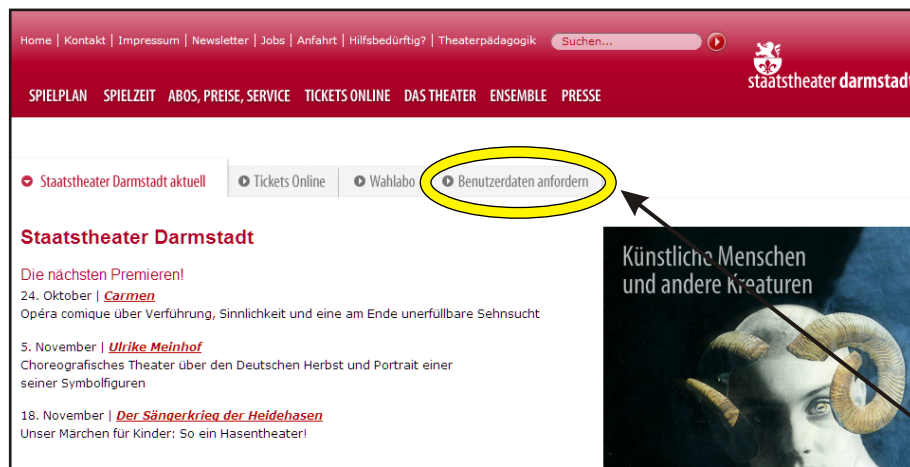 Home | Kontakt | Impressum | Newsletter | Jobs | Anfahrt | Hilfsbedürftig? | Theaterpädagogik Suchen...
staatstheater darmstadt
SPIELPLAN SPIELZEIT ABOS, PREISE, SERVICE TICKETS ONLINE DAS THEATER ENSEMBLE PRESSE
Staatstheater Darmstadt aktuell Tickets Online Wahlabo Benutzerdaten anfordern
Staatstheater Darmstadt
Die nächsten Premieren!
24. Oktober | Carmen
Opéra comique über Verführung, Sinnlichkeit und eine am Ende unerfüllbare Sehnsucht
5. November | Ulrike Meinhof
Choreografisches Theater über den Deutschen Herbst und Portrait einer
seiner Symbolfiguren
18. November | Der Sängerkrieg der Heidehasen
Unser Märchen für Kinder: So ein Hasentheater!
Künstliche Menschen
und andere Kreaturen